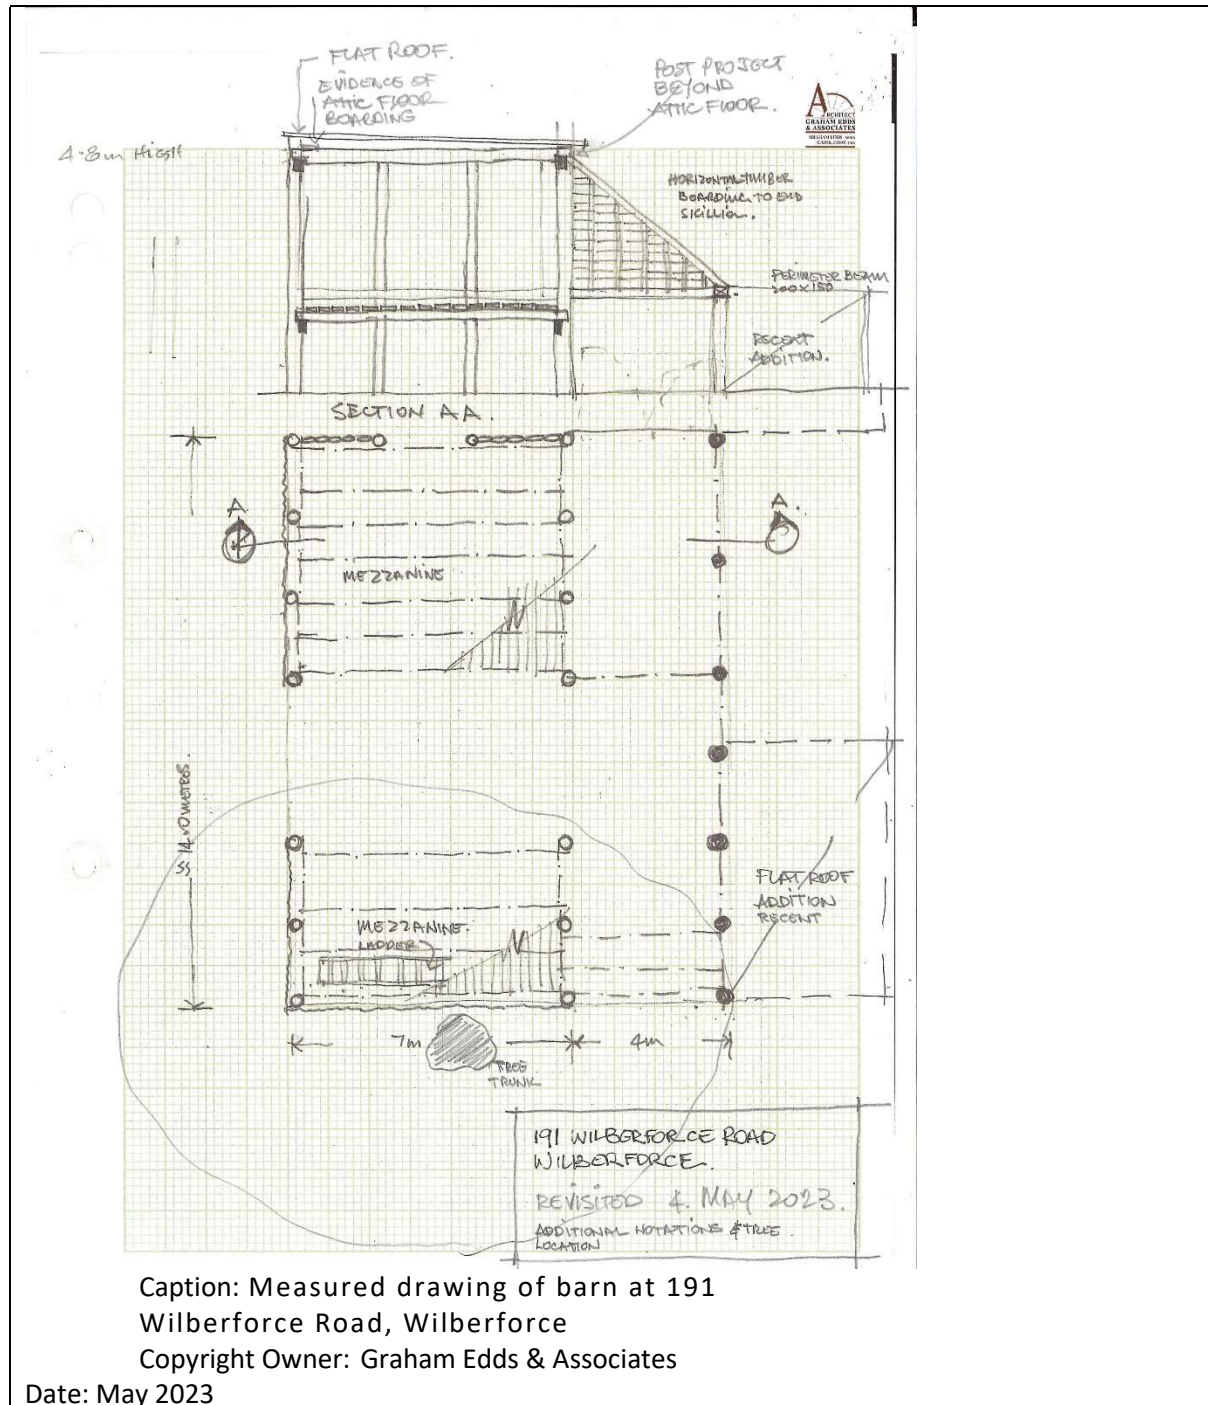 FLAT ROOF.
EVIDENCE OF
ATTIC FLOOR
BOARDING
POST PROJECT
BEYOND
ATTIC FLOOR.
ARCHITECT
GRAHAM EDDS
& ASSOCIATES
4.8m HIGH
HORIZONTAL TIMBER
BOARDING TO END
SKILLION.
PERIMETER BEAM
200x150
RECENT
ADDITION.
SECTION AA.
A
A.
MEZZANINE
14.0 METRES.
FLAT ROOF
ADDITION
RECENT
MEZZANINE.
LADDER
7m
4m
TREE
TRUNK
191 WILBERFORCE ROAD
WILBERFORCE.
REVISITED 4. MAY 2023.
ADDITIONAL NOTATIONS & TREE
LOCATION
Caption: Measured drawing of barn at 191
Wilberforce Road, Wilberforce
Copyright Owner: Graham Edds & Associates
Date: May 2023